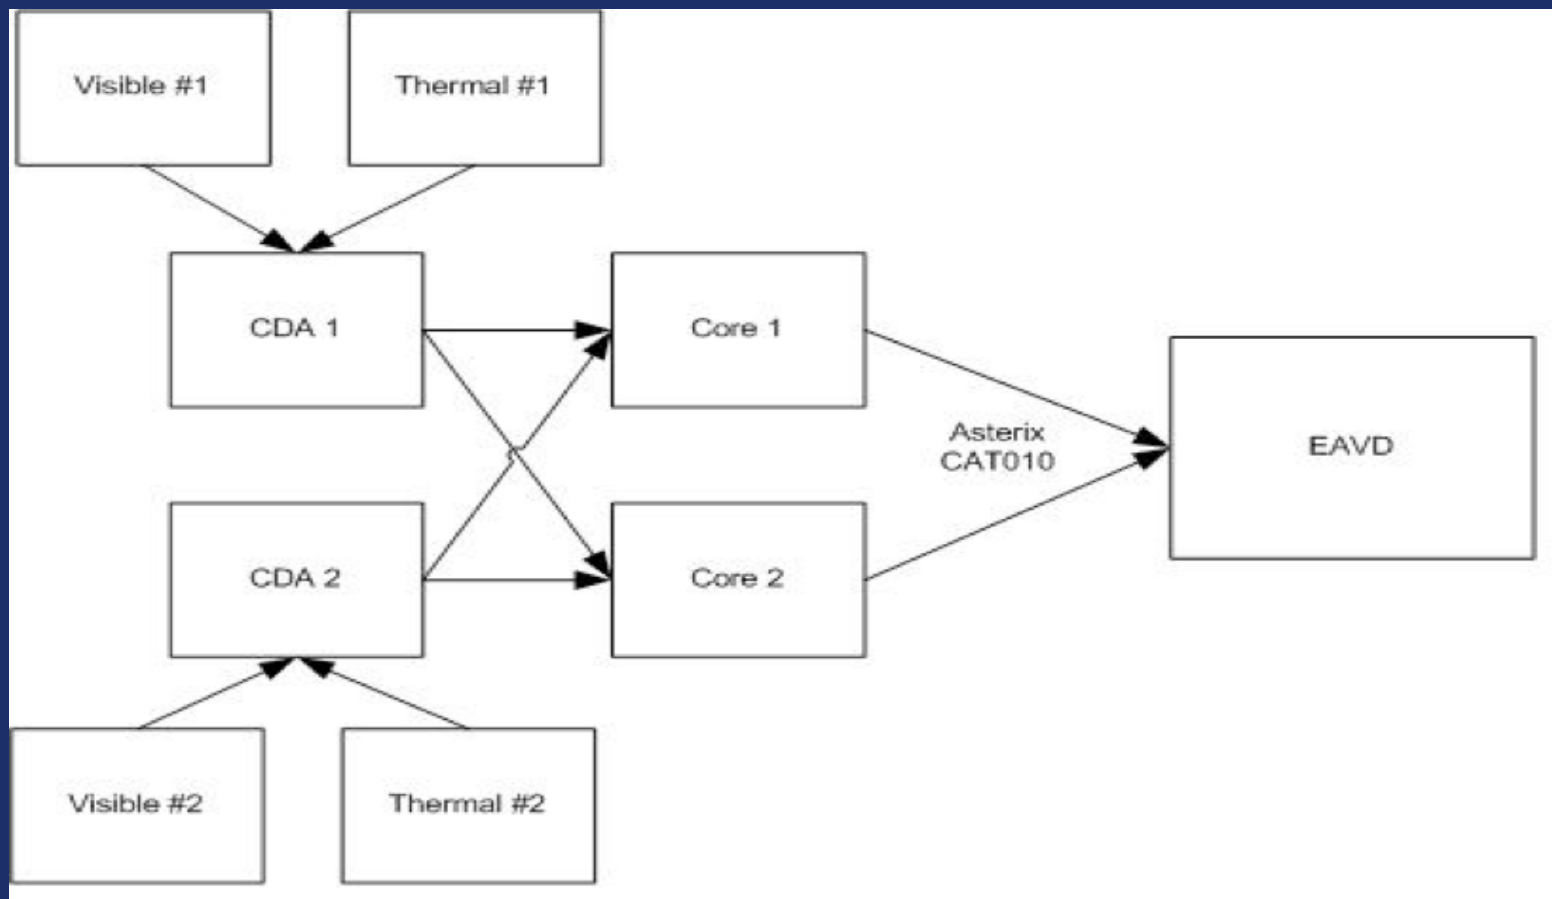 Visible #1
Thermal #1
CDA 1
Core 1
Asterix
CAT010
EAVD
CDA 2
Core 2
Visible #2
Thermal #2